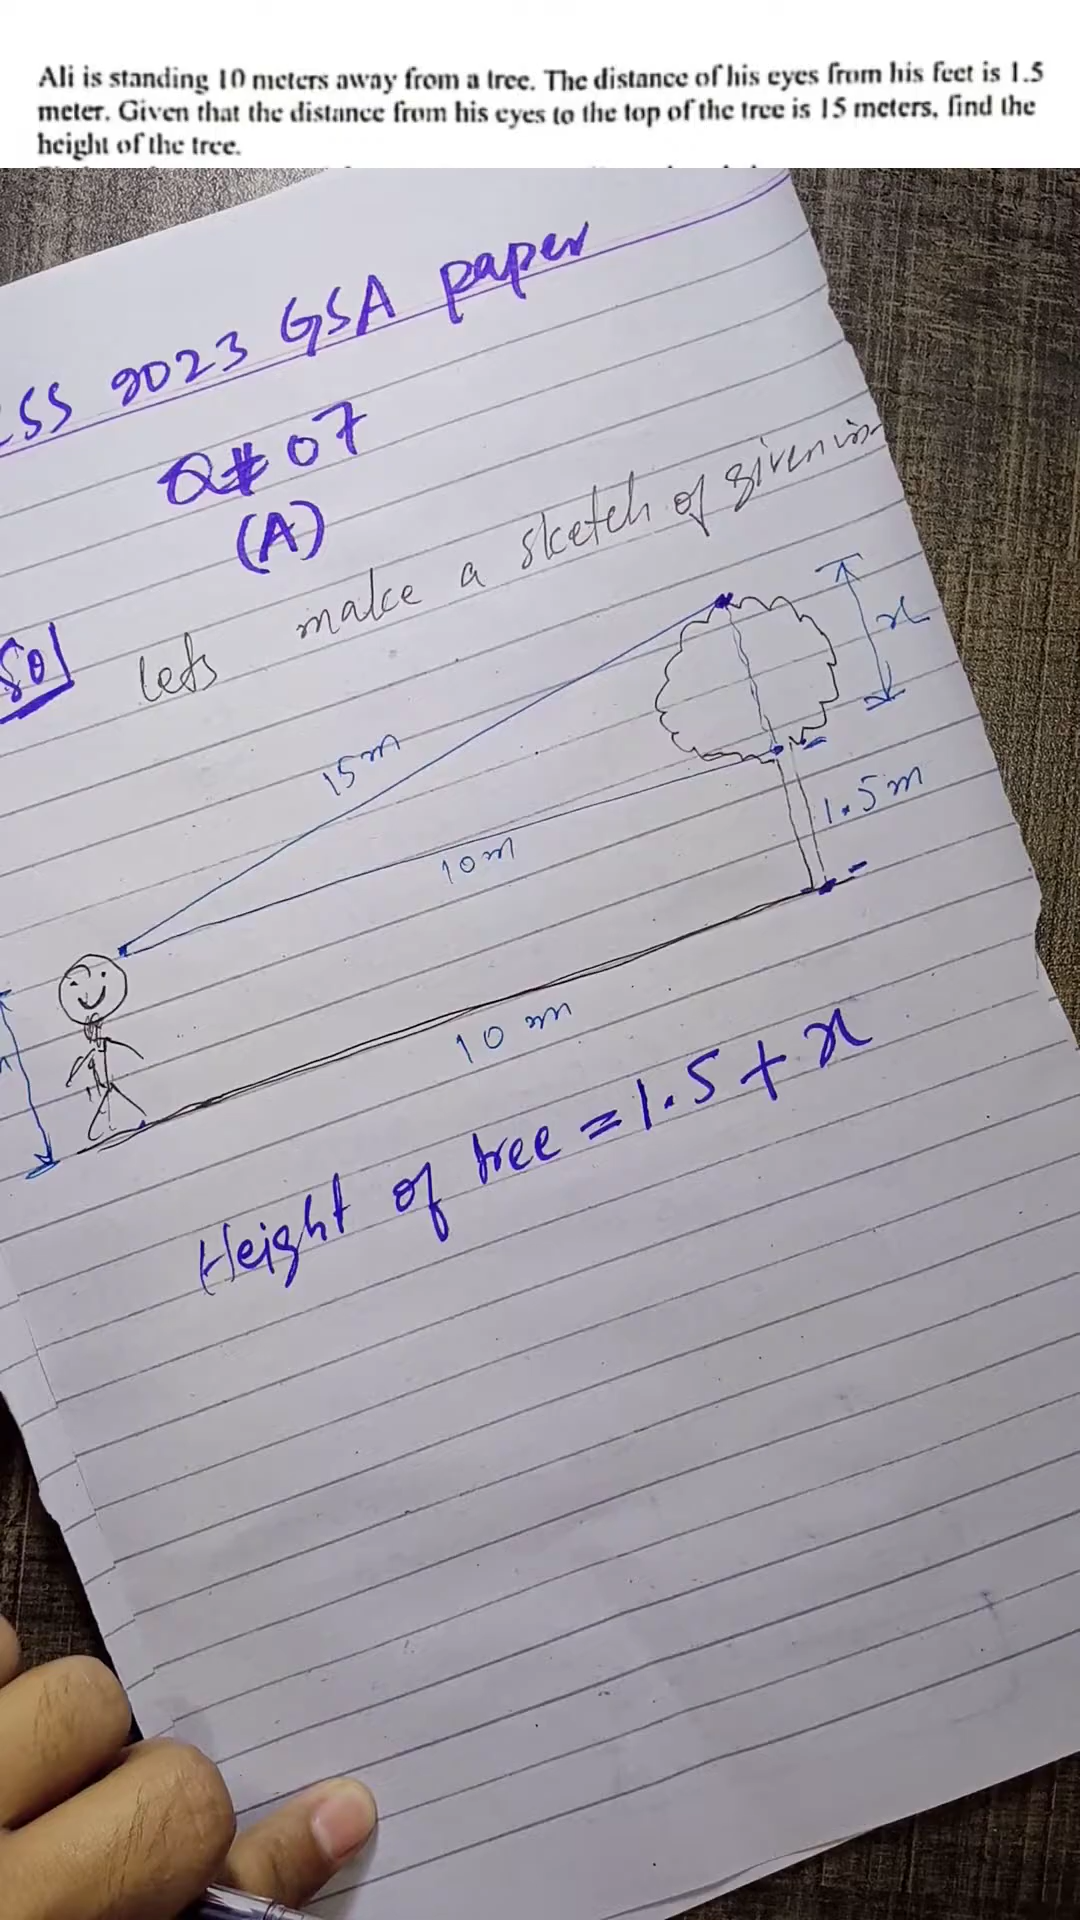 Ali is standing 10 meters away from a tree. The distance of his eyes from his feet is 1.5
meter. Given that the distance from his eyes to the top of the tree is 15 meters, find the
height of the tree.
CSS 2023 GSA paper
Q# 07
(A)
Sol Lets make a sketch of given
x
15m
1.5m
10m
10 m
Height of tree = 1.5 + x